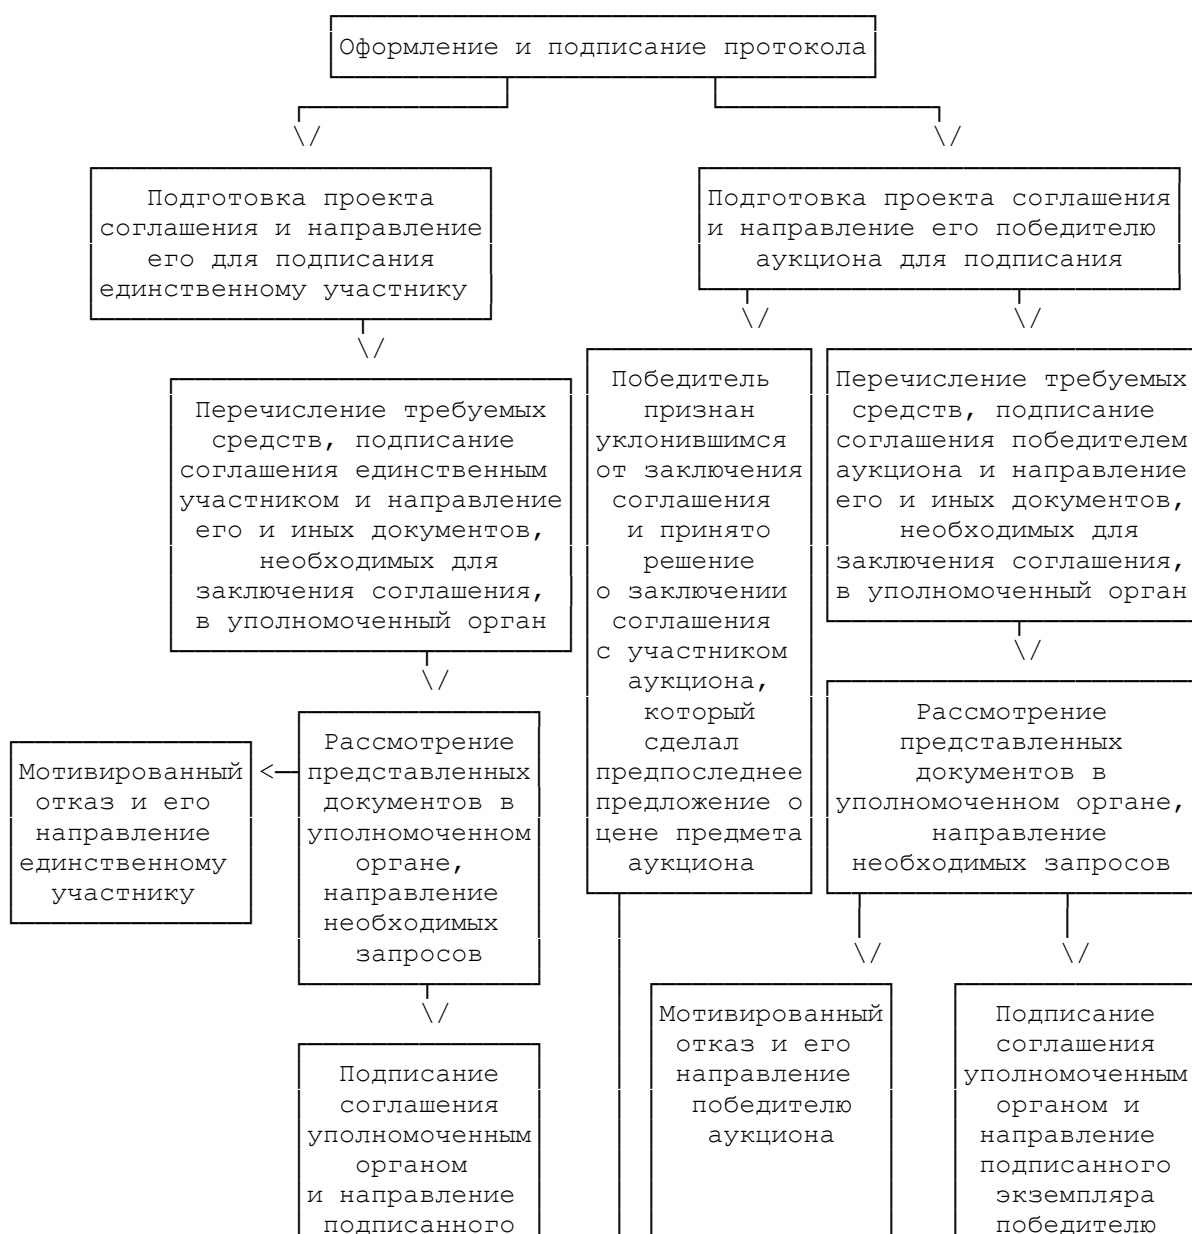 Оформление и подписание протокола
Подготовка проекта
соглашения и направление
его для подписания
единственному участнику
Подготовка проекта соглашения
и направление его победителю
аукциона для подписания
Перечисление требуемых
средств, подписание
соглашения единственным
участником и направление
его и иных документов,
необходимых для
заключения соглашения,
в уполномоченный орган
Победитель
признан
уклонившимся
от заключения
соглашения
и принято
решение
о заключении
соглашения
с участником
аукциона,
который
сделал
предпоследнее
предложение о
цене предмета
аукциона
Перечисление требуемых
средств, подписание
соглашения победителем
аукциона и направление
его и иных документов,
необходимых для
заключения соглашения,
в уполномоченный орган
Мотивированный
отказ и его
направление
единственному
участнику
Рассмотрение
представленных
документов в
уполномоченном
органе,
направление
необходимых
запросов
Рассмотрение
представленных
документов в
уполномоченном органе,
направление
необходимых запросов
Подписание
соглашения
уполномоченным
органом
и направление
подписанного
Мотивированный
отказ и его
направление
победителю
аукциона
Подписание
соглашения
уполномоченным
органом и
направление
подписанного
экземпляра
победителю